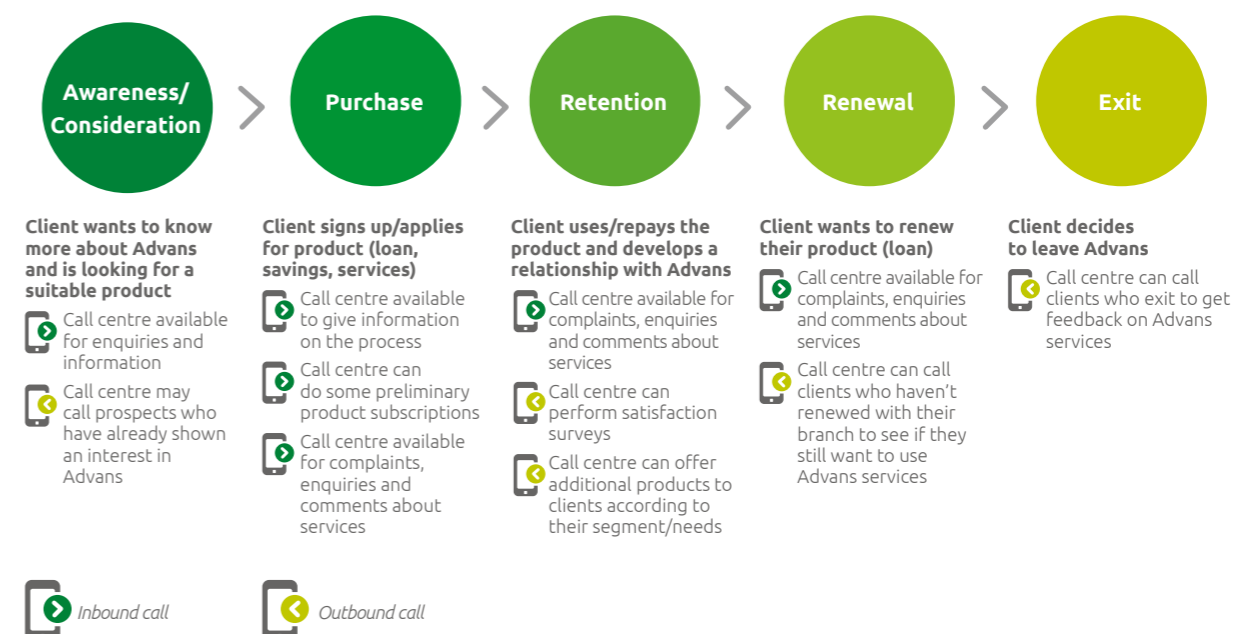 Awareness/
Consideration
Purchase
Retention
Renewal
Exit
Client wants to know
more about Advans
and is looking for a
suitable product
Call centre available
for enquiries and
information
Call centre may
call prospects who
have already shown
an interest in
Advans
Client signs up/applies
for product (loan,
savings, services)
Call centre available
to give information
on the process
Call centre can
do some preliminary
product subscriptions
Call centre available
for complaints,
enquiries and
comments about
services
Client uses/repays the
product and develops a
relationship with Advans
Call centre available for
complaints, enquiries
and comments about
services
Call centre can
perform satisfaction
surveys
Call centre can offer
additional products to
clients according to
their segment/needs
Client wants to renew
their product (loan)
Call centre available for
complaints, enquiries
and comments about
services
Call centre can call
clients who haven't
renewed with their
branch to see if they
still want to use
Advans services
Client decides
to leave Advans
Call centre can call
clients who exit to get
feedback on Advans
services
Inbound call
Outbound call